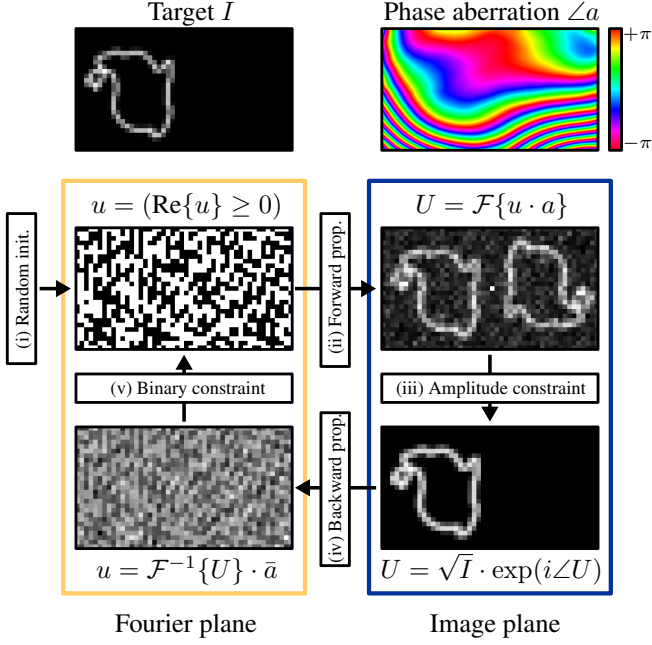 Target I
Phase aberration ∠a
+π
−π
u = (Re{u} ≥ 0)
U = F{u · a}
(i) Random init.
(ii) Forward prop.
(v) Binary constraint
(iii) Amplitude constraint
(iv) Backward prop.
u = F⁻¹{U} · ā
U = √I · exp(i∠U)
Fourier plane
Image plane